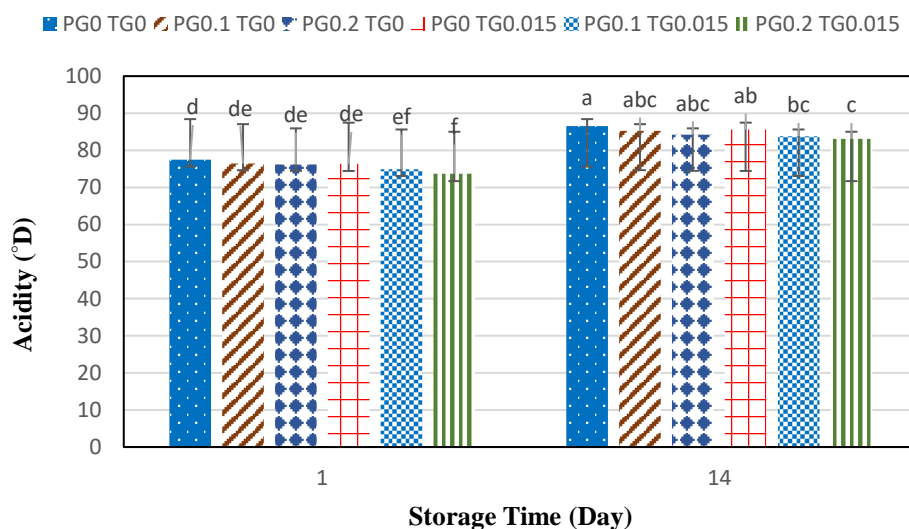 PG0 TG0 PG0.1 TG0 PG0.2 TG0 PG0 TG0.015 PG0.1 TG0.015 PG0.2 TG0.015
100
90
80
70
60
50
40
30
20
10
0
Acidity (°D)
d de de de ef f
a abc abc ab bc c
1 14
Storage Time (Day)